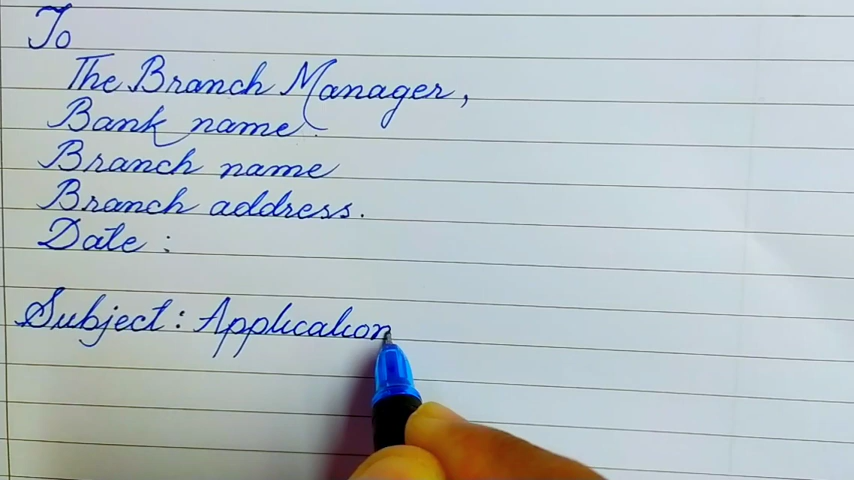 To
The Branch Manager,
Bank name.
Branch name
Branch address.
Date :
Subject : Application